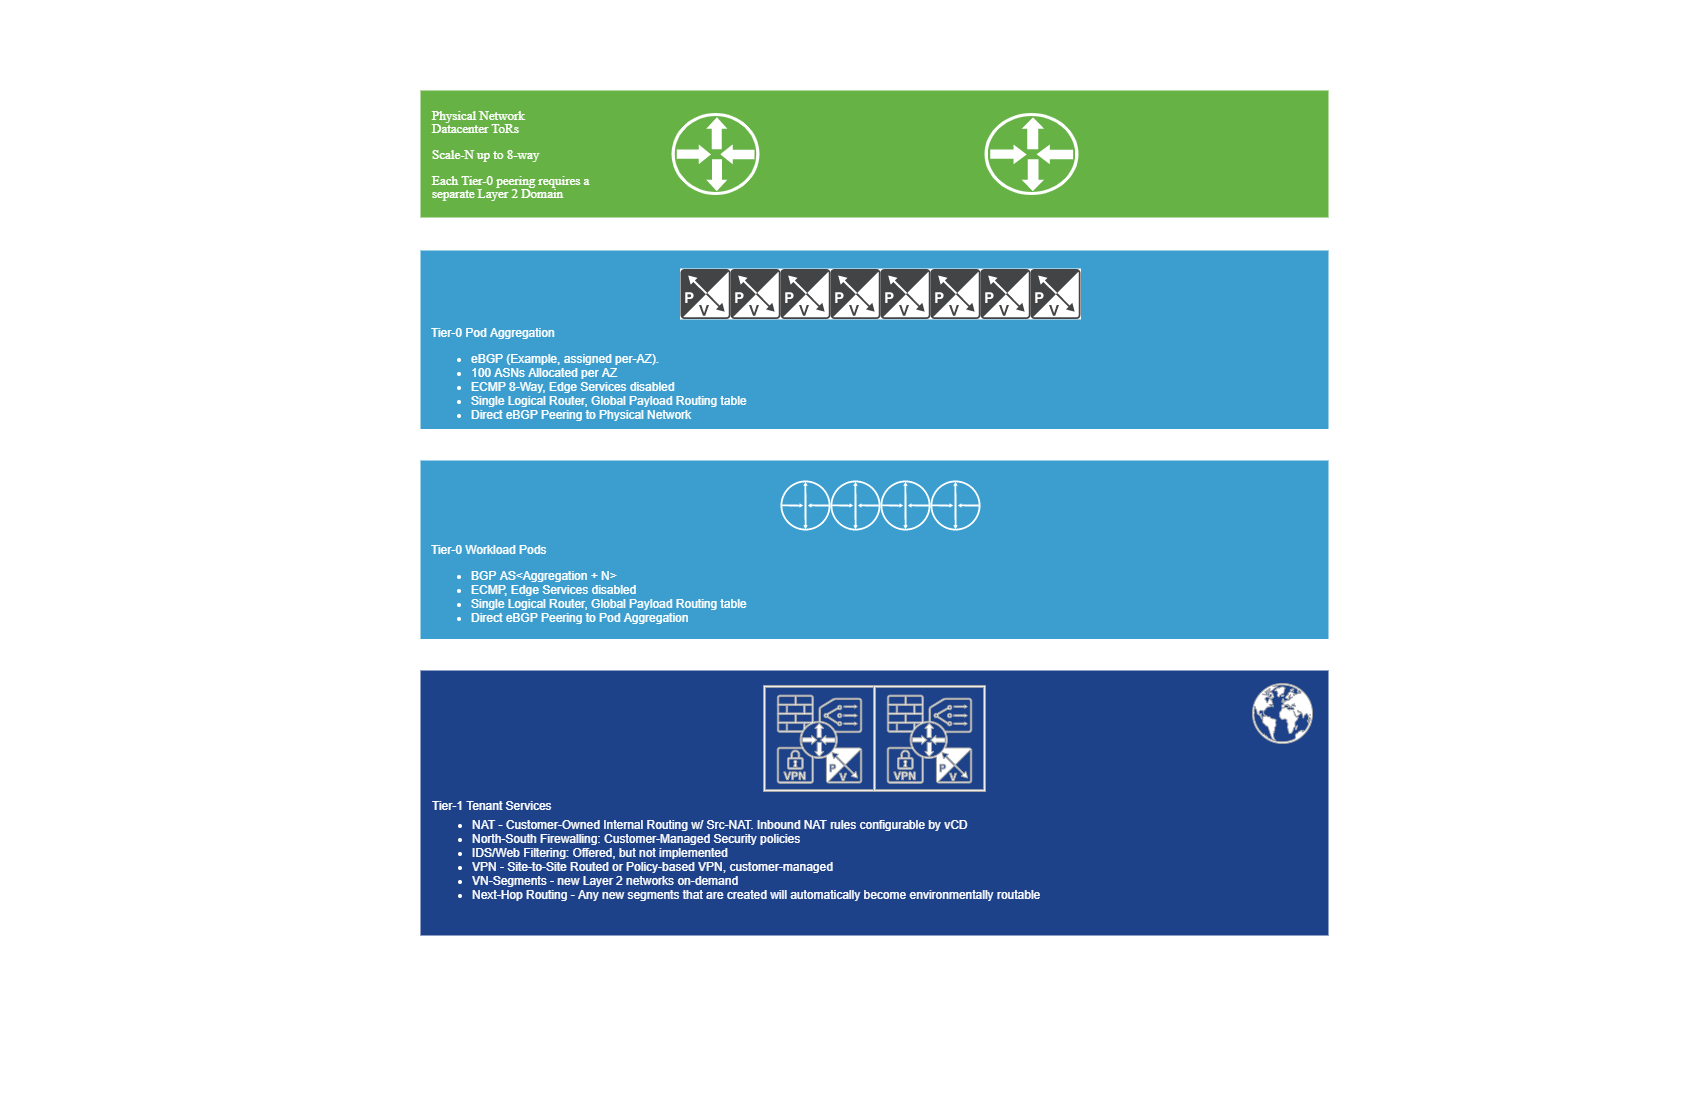 Physical Network
Datacenter ToRs
Scale-N up to 8-way
Each Tier-0 peering requires a
separate Layer 2 Domain
P V P V P V P V P V P V P V P V
Tier-0 Pod Aggregation
eBGP (Example, assigned per-AZ).
100 ASNs Allocated per AZ
ECMP 8-Way, Edge Services disabled
Single Logical Router, Global Payload Routing table
Direct eBGP Peering to Physical Network
Tier-0 Workload Pods
BGP AS<Aggregation + N>
ECMP, Edge Services disabled
Single Logical Router, Global Payload Routing table
Direct eBGP Peering to Pod Aggregation
VPN P V VPN P V
Tier-1 Tenant Services
NAT - Customer-Owned Internal Routing w/ Src-NAT. Inbound NAT rules configurable by vCD
North-South Firewalling: Customer-Managed Security policies
IDS/Web Filtering: Offered, but not implemented
VPN - Site-to-Site Routed or Policy-based VPN, customer-managed
VN-Segments - new Layer 2 networks on-demand
Next-Hop Routing - Any new segments that are created will automatically become environmentally routable